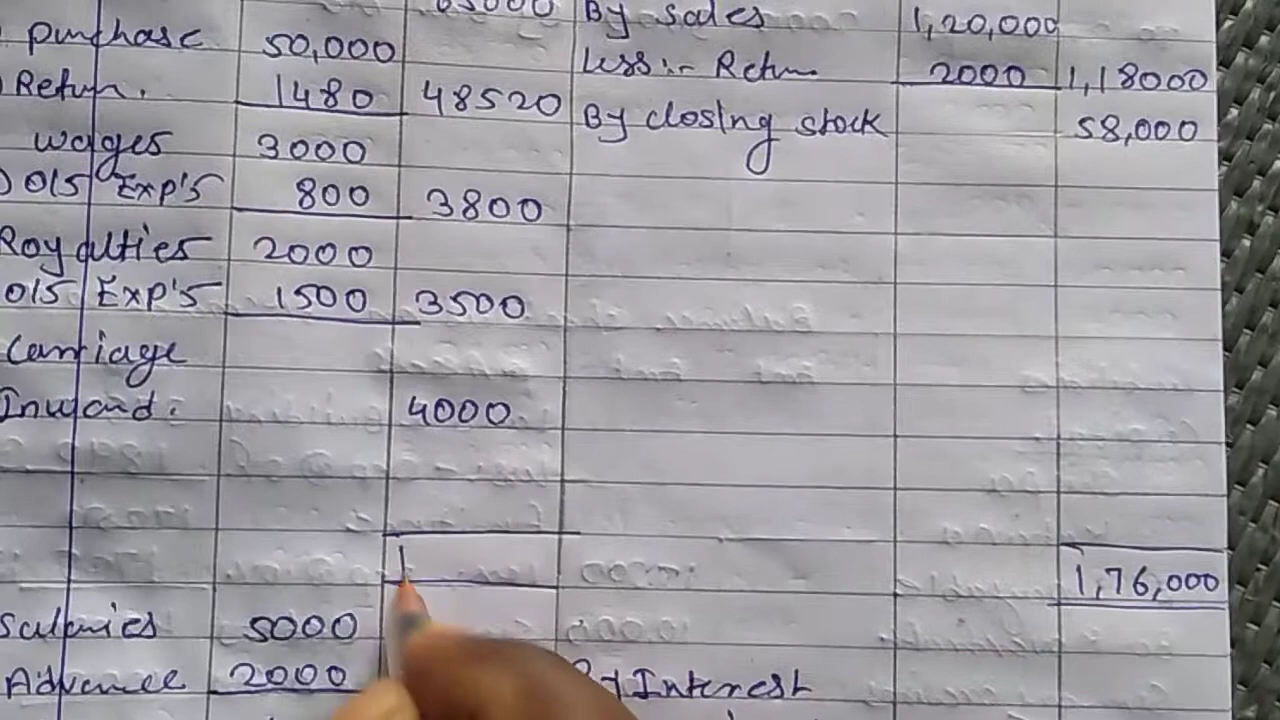 By sales 1,20,000
purchase 50,000
Less:- Return 2000 1,18000
Return. 1480 48520
By closing stock 58,000
wages 3000
O/S Exp's 800 3800
Royalties 2000
O/S Exp's 1500 3500
Carriage
Inward. 4000
1,76,000
Salaries 5000
Advance 2000
By Interest